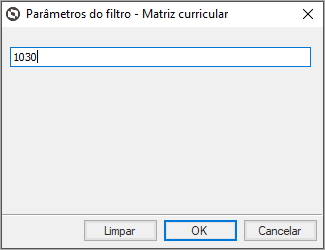 Parâmetros do filtro - Matriz curricular
1030
Limpar OK Cancelar